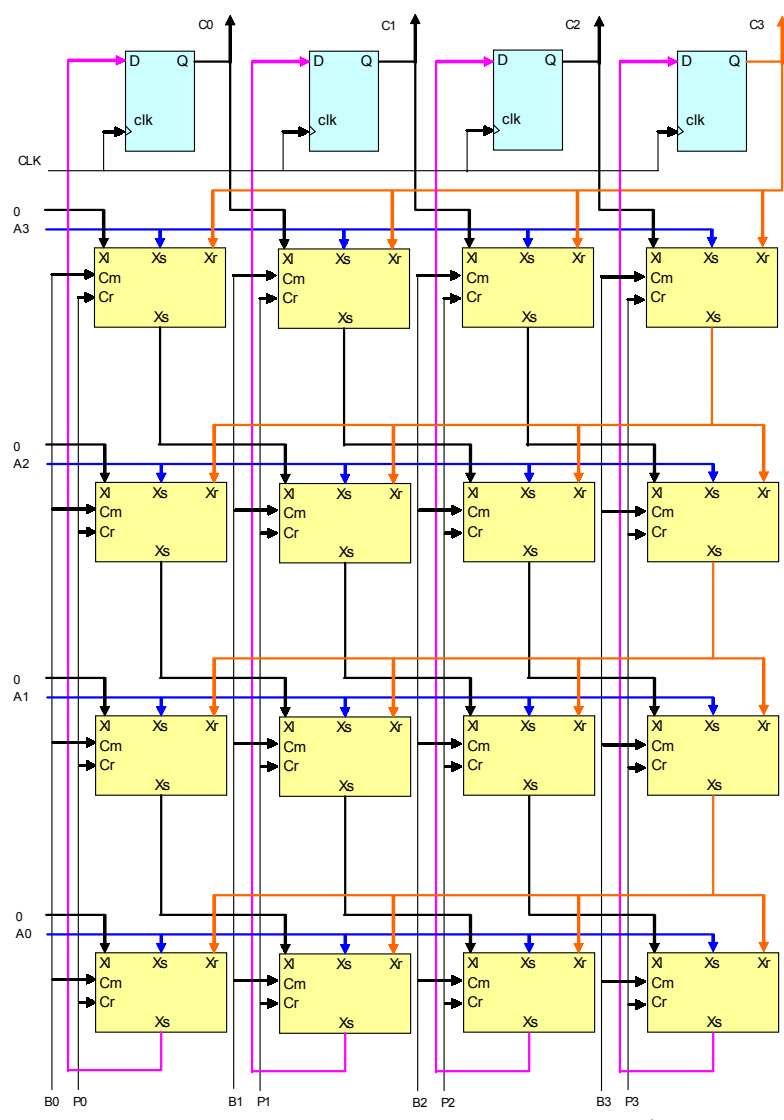 C0 C1 C2 C3
D Q D Q D Q D Q
clk clk clk clk
CLK
0
A3
Xl Xs Xr Xl Xs Xr Xl Xs Xr Xl Xs Xr
Cm Cm Cm Cm
Cr Cr Cr Cr
Xs Xs Xs Xs
0
A2
Xl Xs Xr Xl Xs Xr Xl Xs Xr Xl Xs Xr
Cm Cm Cm Cm
Cr Cr Cr Cr
Xs Xs Xs Xs
0
A1
Xl Xs Xr Xl Xs Xr Xl Xs Xr Xl Xs Xr
Cm Cm Cm Cm
Cr Cr Cr Cr
Xs Xs Xs Xs
0
A0
Xl Xs Xr Xl Xs Xr Xl Xs Xr Xl Xs Xr
Cm Cm Cm Cm
Cr Cr Cr Cr
Xs Xs Xs Xs
B0 P0 B1 P1 B2 P2 B3 P3